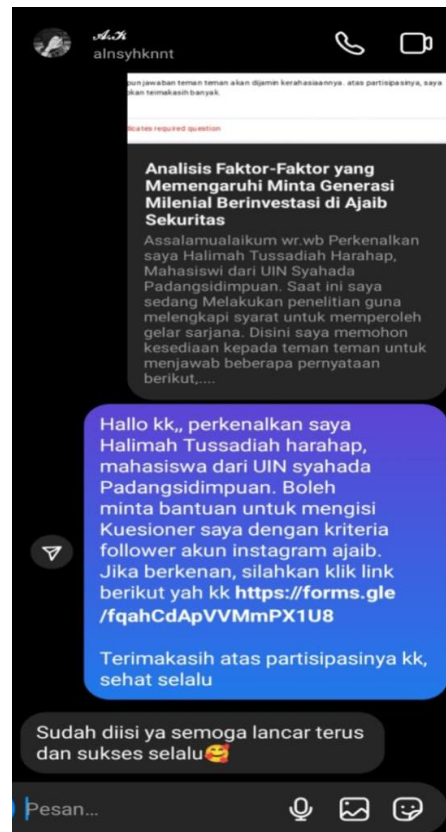 𝒜.𝒦
alnsyhknnt
pun jawaban teman teman akan dijamin kerahasiaannya. atas partisipasinya, saya
kan teimakasih banyak.
dicates required question
Analisis Faktor-Faktor yang
Memengaruhi Minta Generasi
Milenial Berinvestasi di Ajaib
Sekuritas
Assalamualaikum wr.wb Perkenalkan
saya Halimah Tussadiah Harahap,
Mahasiswi dari UIN Syahada
Padangsidimpuan. Saat ini saya
sedang Melakukan penelitian guna
melengkapi syarat untuk memperoleh
gelar sarjana. Disini saya memohon
kesediaan kepada teman teman untuk
menjawab beberapa pernyataan
berikut,....
Hallo kk,, perkenalkan saya
Halimah Tussadiah harahap,
mahasiswa dari UIN syahada
Padangsidimpuan. Boleh
minta bantuan untuk mengisi
Kuesioner saya dengan kriteria
follower akun instagram ajaib.
Jika berkenan, silahkan klik link
berikut yah kk https://forms.gle
/fqahCdApVVMmPX1U8
Terimakasih atas partisipasinya kk,
sehat selalu
Sudah diisi ya semoga lancar terus
dan sukses selalu🥰
Pesan...